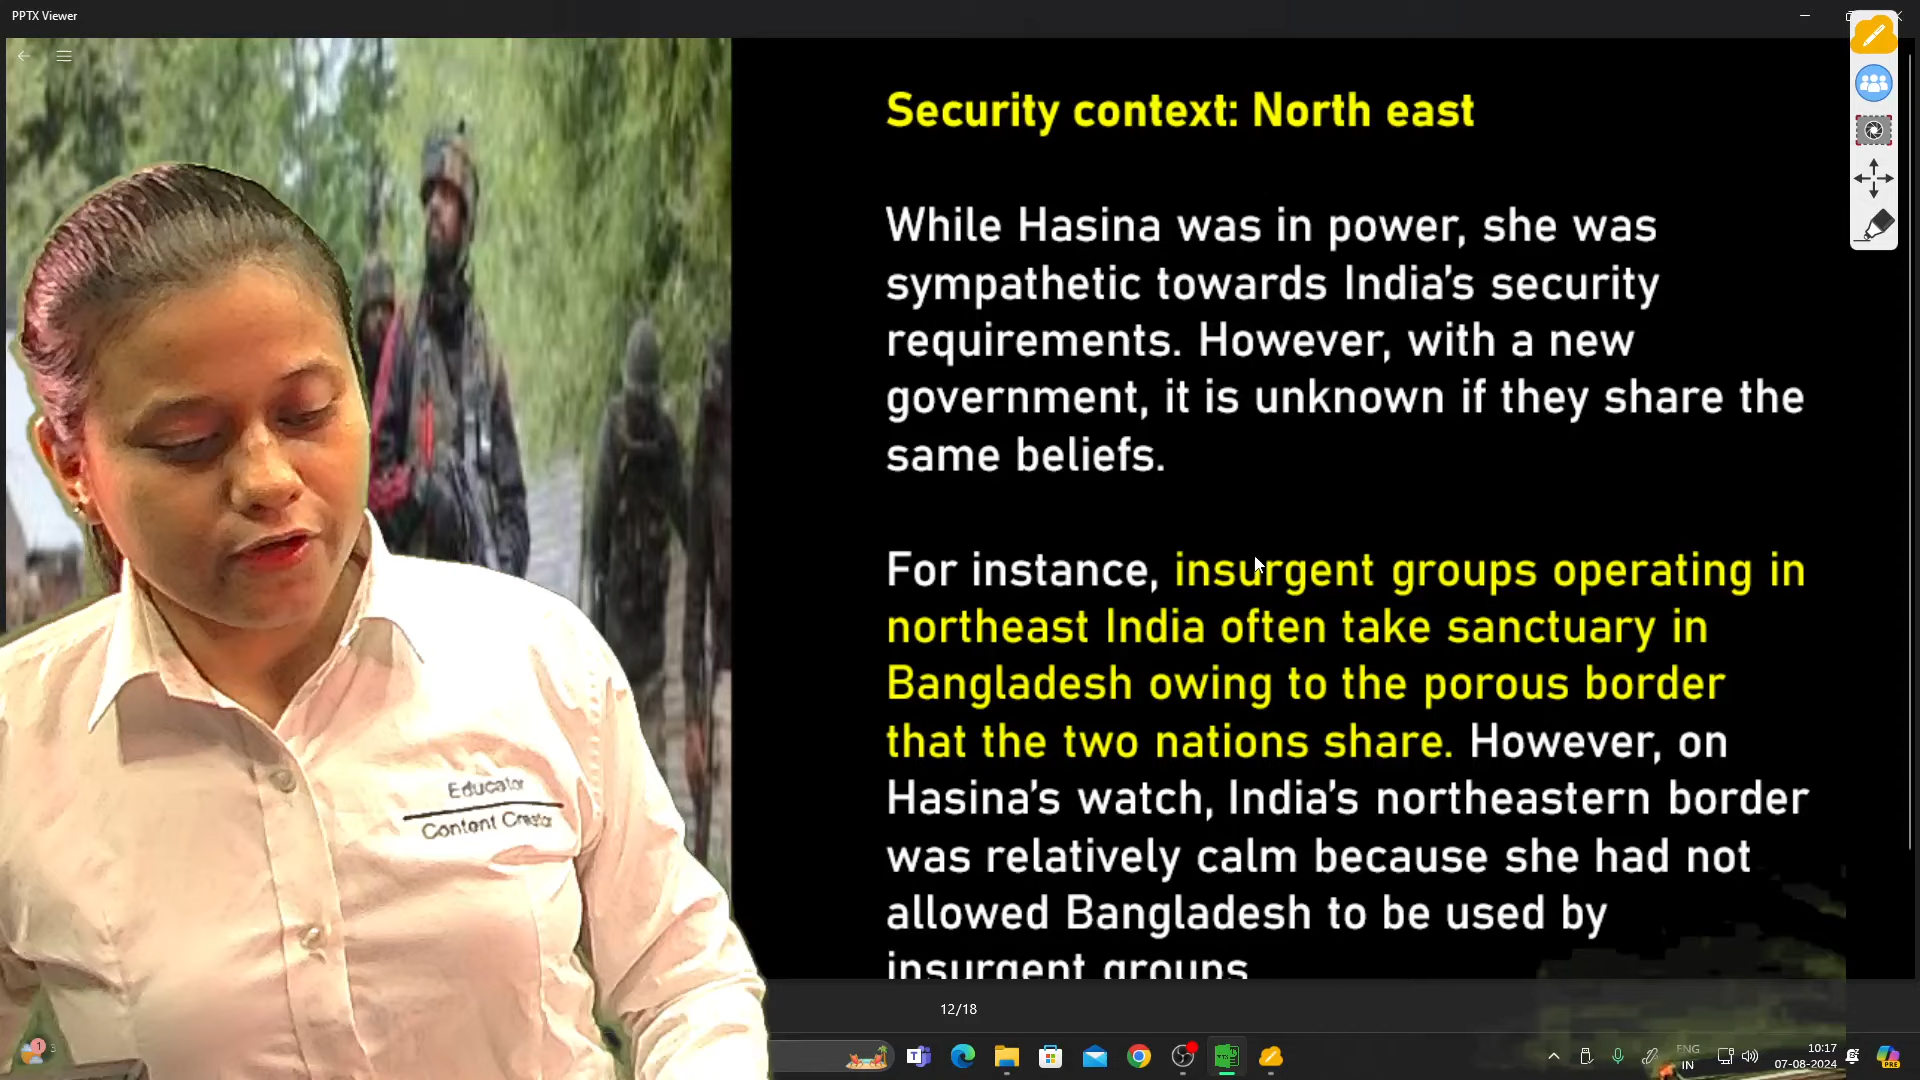 PPTX Viewer
Security context: North east
While Hasina was in power, she was
sympathetic towards India's security
requirements. However, with a new
government, it is unknown if they share the
same beliefs.
For instance, insurgent groups operating in
northeast India often take sanctuary in
Bangladesh owing to the porous border
that the two nations share. However, on
Hasina's watch, India's northeastern border
was relatively calm because she had not
allowed Bangladesh to be used by
insurgent groups
Educator
Content Creator
12/18
1
3
ENG
IN
10:17
07-08-2024
PRE